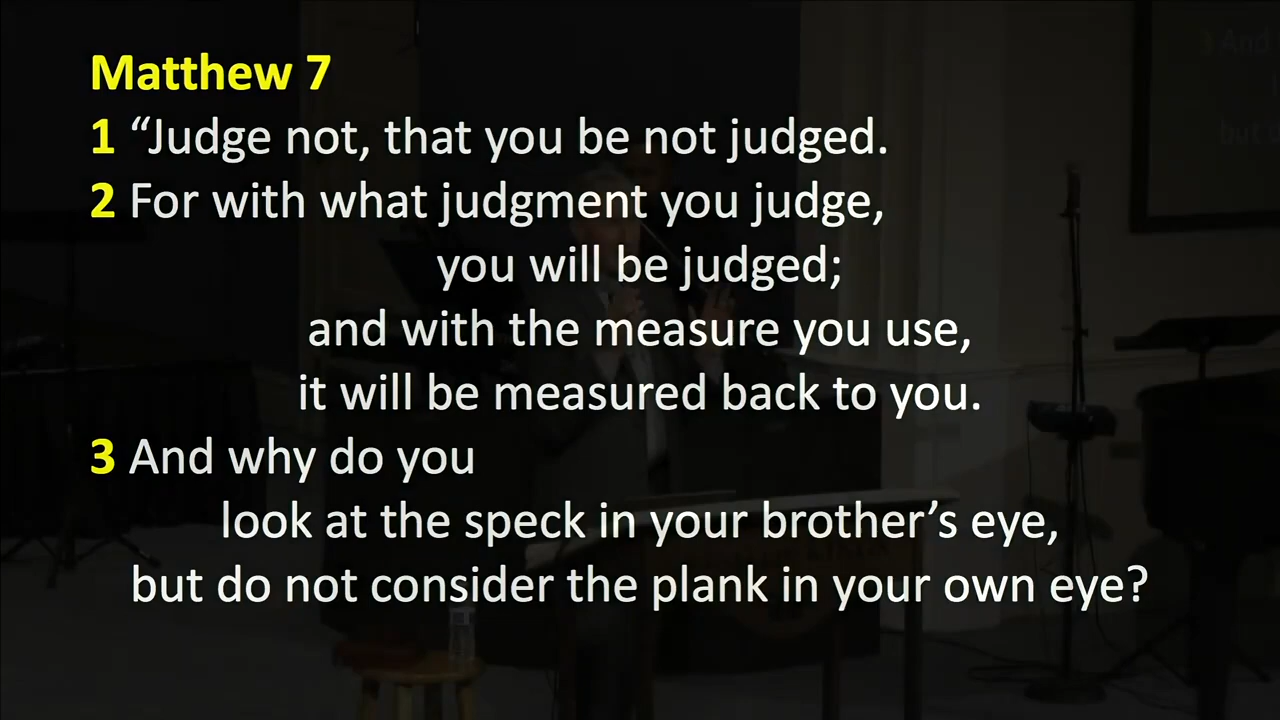 Matthew 7
1 “Judge not, that you be not judged.
2 For with what judgment you judge,
you will be judged;
and with the measure you use,
it will be measured back to you.
3 And why do you
look at the speck in your brother’s eye,
but do not consider the plank in your own eye?
And
but